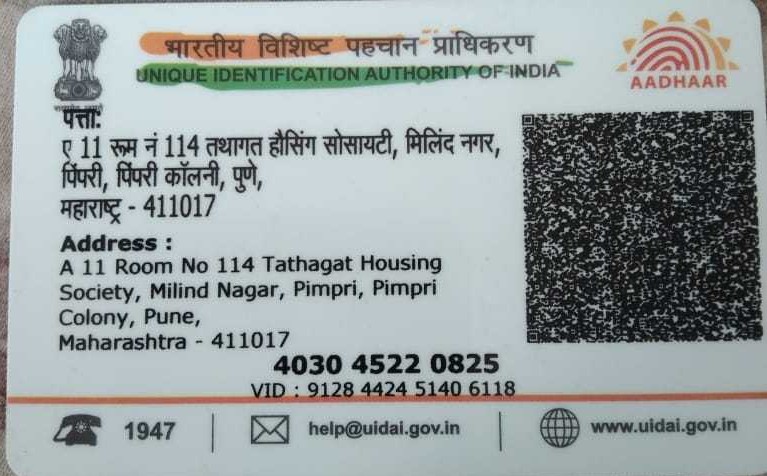 भारतीय विशिष्ट पहचान प्राधिकरण
UNIQUE IDENTIFICATION AUTHORITY OF INDIA
AADHAAR
पत्ता:
ए 11 रूम नं 114 तथागत हौसिंग सोसायटी, मिलिंद नगर,
पिंपरी, पिंपरी कॉलनी, पुणे,
महाराष्ट्र - 411017
Address :
A 11 Room No 114 Tathagat Housing
Society, Milind Nagar, Pimpri, Pimpri
Colony, Pune,
Maharashtra - 411017
4030 4522 0825
VID : 9128 4424 5140 6118
1947
help@uidai.gov.in
www.uidai.gov.in